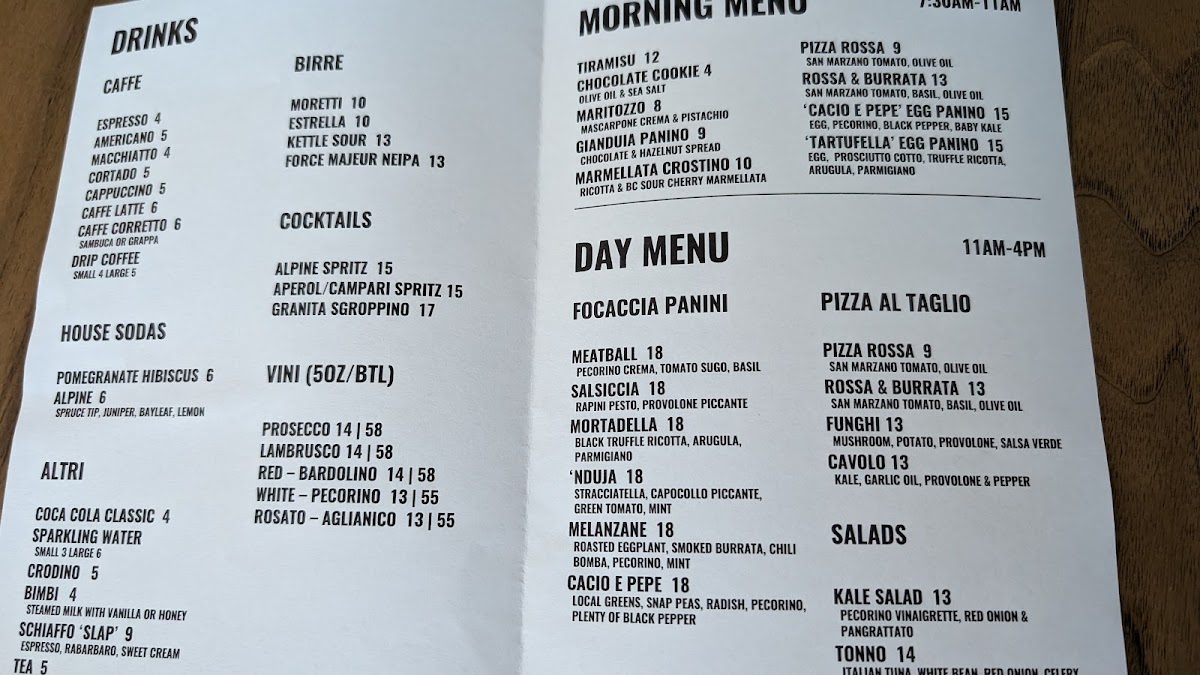 DRINKS
CAFFE
ESPRESSO 4
AMERICANO 5
MACCHIATTO 4
CORTADO 5
CAPPUCCINO 5
CAFFE LATTE 6
CAFFE CORRETTO 6
SAMBUCA OR GRAPPA
DRIP COFFEE
SMALL 4 LARGE 5
HOUSE SODAS
POMEGRANATE HIBISCUS 6
ALPINE 6
SPRUCE TIP, JUNIPER, BAYLEAF, LEMON
ALTRI
COCA COLA CLASSIC 4
SPARKLING WATER
SMALL 3 LARGE 6
CRODINO 5
BIMBI 4
STEAMED MILK WITH VANILLA OR HONEY
SCHIAFFO ‘SLAP’ 9
ESPRESSO, RABARBARO, SWEET CREAM
TEA 5
BIRRE
MORETTI 10
ESTRELLA 10
KETTLE SOUR 13
FORCE MAJEUR NEIPA 13
COCKTAILS
ALPINE SPRITZ 15
APEROL/CAMPARI SPRITZ 15
GRANITA SGROPPINO 17
VINI (5OZ/BTL)
PROSECCO 14 | 58
LAMBRUSCO 14 | 58
RED – BARDOLINO 14 | 58
WHITE – PECORINO 13 | 55
ROSATO – AGLIANICO 13 | 55
MORNING MENU
7:30AM-11AM
TIRAMISU 12
CHOCOLATE COOKIE 4
OLIVE OIL & SEA SALT
MARITOZZO 8
MASCARPONE CREMA & PISTACHIO
GIANDUIA PANINO 9
CHOCOLATE & HAZELNUT SPREAD
MARMELLATA CROSTINO 10
RICOTTA & BC SOUR CHERRY MARMELLATA
PIZZA ROSSA 9
SAN MARZANO TOMATO, OLIVE OIL
ROSSA & BURRATA 13
SAN MARZANO TOMATO, BASIL, OLIVE OIL
‘CACIO E PEPE’ EGG PANINO 15
EGG, PECORINO, BLACK PEPPER, BABY KALE
‘TARTUFELLA’ EGG PANINO 15
EGG, PROSCIUTTO COTTO, TRUFFLE RICOTTA,
ARUGULA, PARMIGIANO
DAY MENU
11AM-4PM
FOCACCIA PANINI
MEATBALL 18
PECORINO CREMA, TOMATO SUGO, BASIL
SALSICCIA 18
RAPINI PESTO, PROVOLONE PICCANTE
MORTADELLA 18
BLACK TRUFFLE RICOTTA, ARUGULA,
PARMIGIANO
‘NDUJA 18
STRACCIATELLA, CAPOCOLLO PICCANTE,
GREEN TOMATO, MINT
MELANZANE 18
ROASTED EGGPLANT, SMOKED BURRATA, CHILI
BOMBA, PECORINO, MINT
CACIO E PEPE 18
LOCAL GREENS, SNAP PEAS, RADISH, PECORINO,
PLENTY OF BLACK PEPPER
PIZZA AL TAGLIO
PIZZA ROSSA 9
SAN MARZANO TOMATO, OLIVE OIL
ROSSA & BURRATA 13
SAN MARZANO TOMATO, BASIL, OLIVE OIL
FUNGHI 13
MUSHROOM, POTATO, PROVOLONE, SALSA VERDE
CAVOLO 13
KALE, GARLIC OIL, PROVOLONE & PEPPER
SALADS
KALE SALAD 13
PECORINO VINAIGRETTE, RED ONION &
PANGRATTATO
TONNO 14
ITALIAN TUNA, WHITE BEAN, RED ONION, CELERY